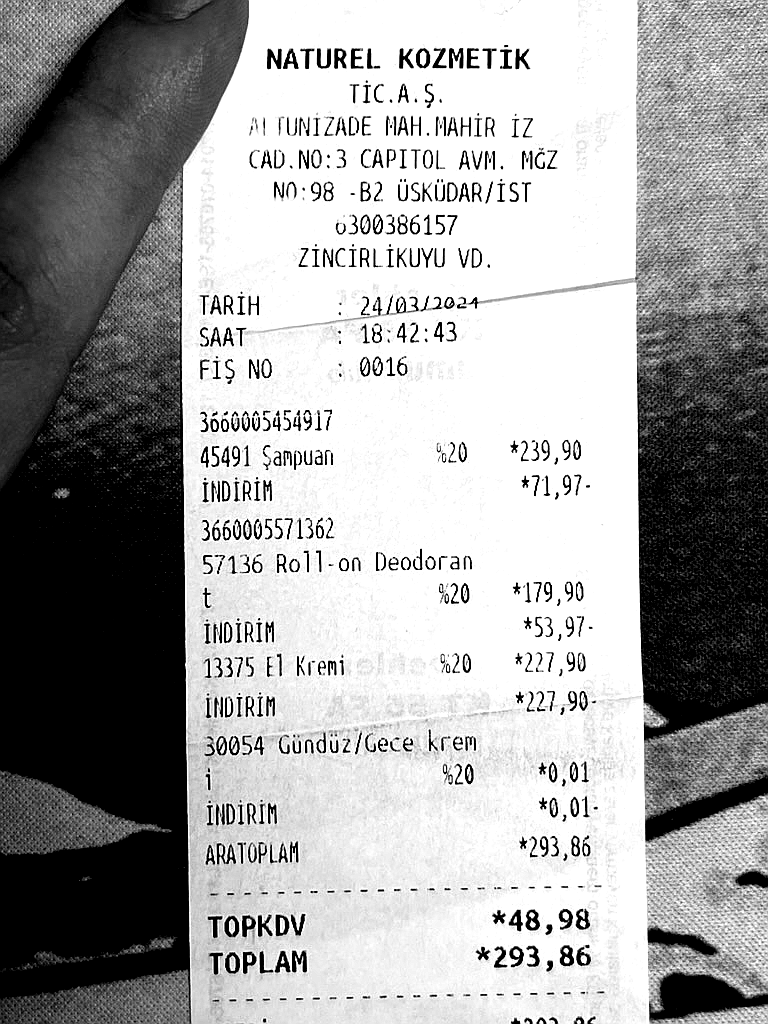 NATUREL KOZMETİK
TİC.A.Ş.
ALTUNİZADE MAH.MAHİR İZ
CAD.NO:3 CAPITOL AVM. MĞZ
NO:98 -B2 ÜSKÜDAR/İST
6300386157
ZİNCİRLİKUYU VD.
TARİH : 24/03/2024
SAAT : 18:42:43
FİŞ NO : 0016
3660005454917
45491 Şampuan %20 *239,90
İNDİRİM *71,97-
3660005571362
57136 Roll-on Deodoran
t %20 *179,90
İNDİRİM *53,97-
13375 El Kremi %20 *227,90
İNDİRİM *227,90-
30054 Gündüz/Gece krem
i %20 *0,01
İNDİRİM *0,01-
ARATOPLAM *293,86
TOPKDV *48,98
TOPLAM *293,86